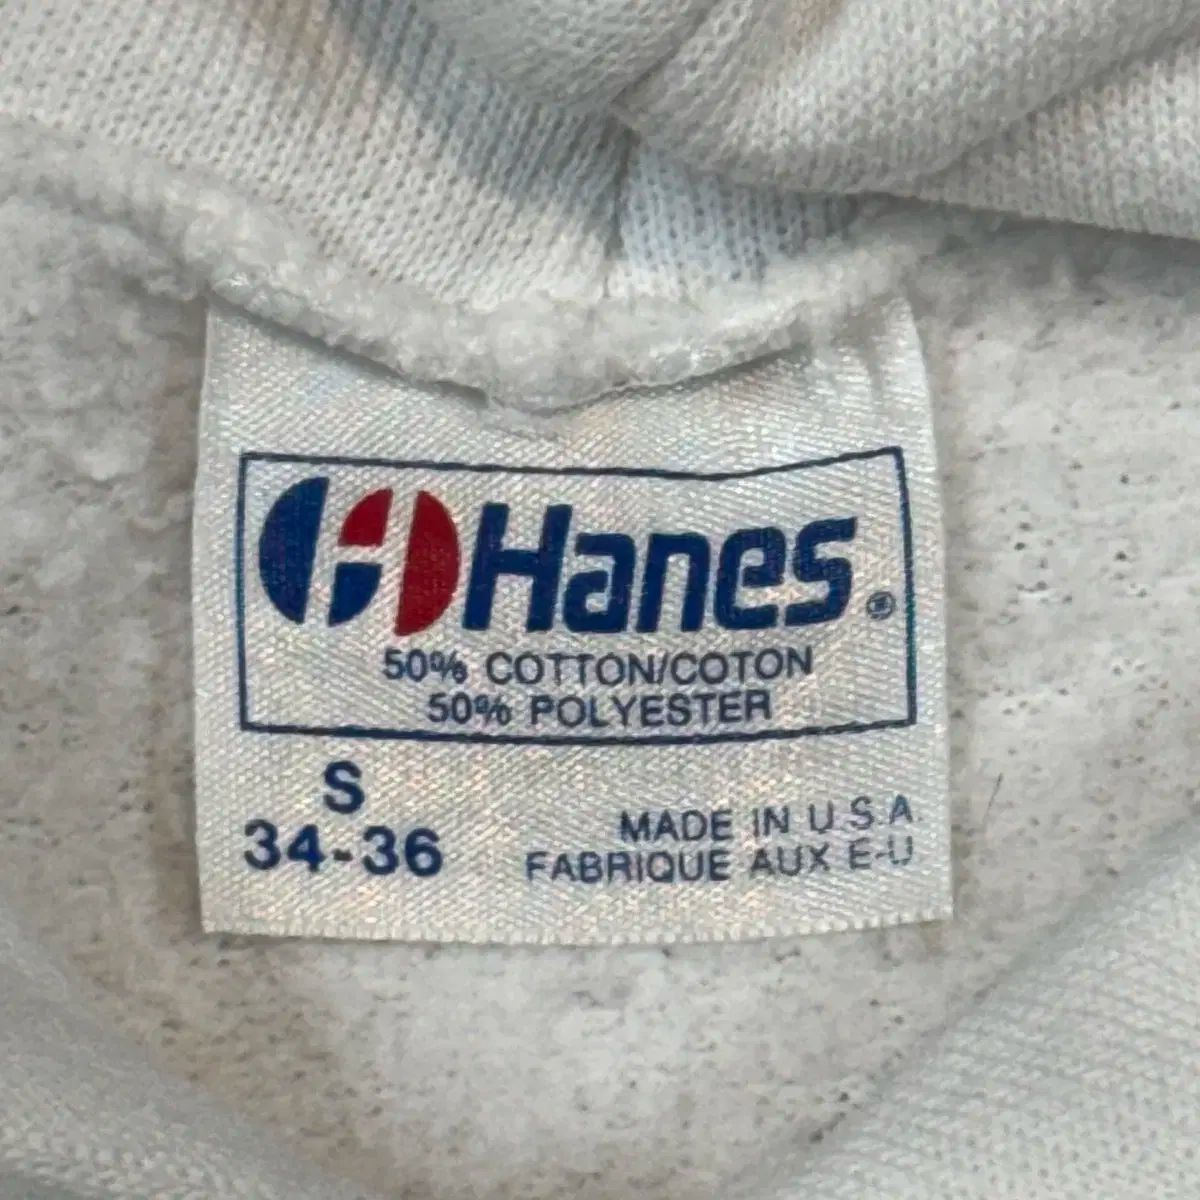 Hanes®
50% COTTON/COTON
50% POLYESTER
S
34-36
MADE IN U.S.A
FABRIQUE AUX E-U